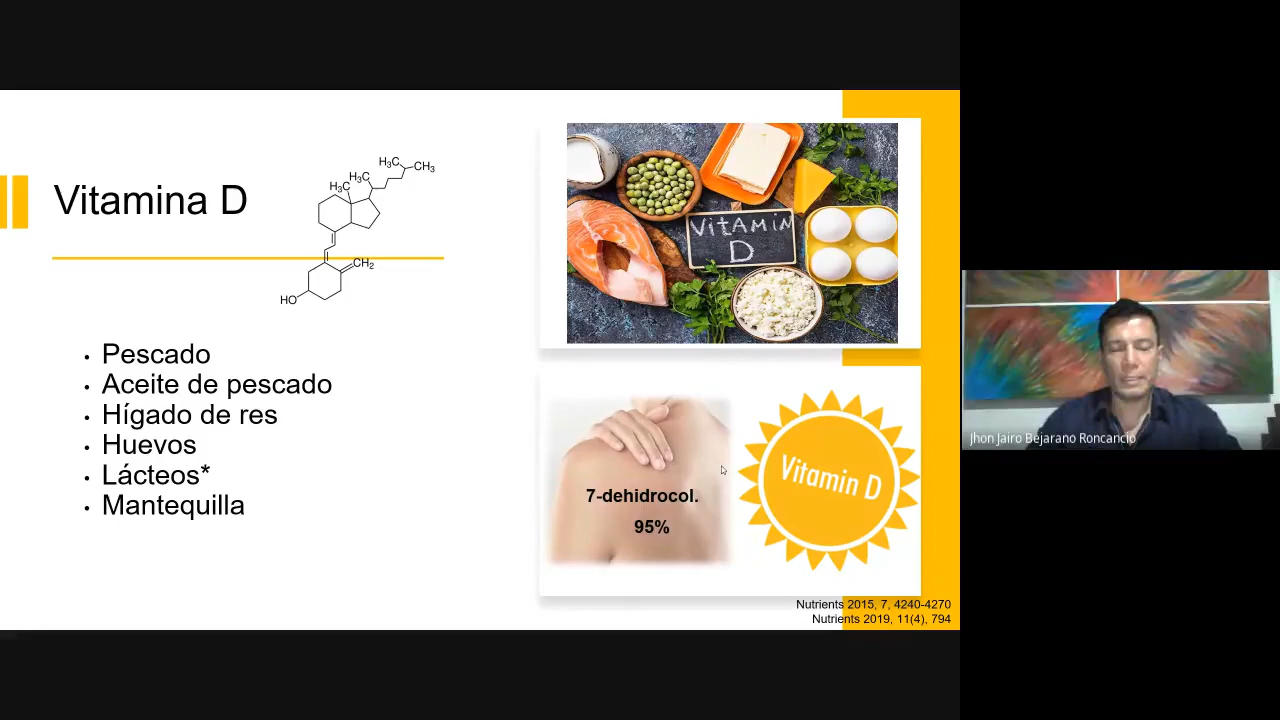 Vitamina D
H₃C
CH₃
H₃C
H₃C
CH₂
HO
• Pescado
• Aceite de pescado
• Hígado de res
• Huevos
• Lácteos*
• Mantequilla
VITAMIN
D
7-dehidrocol.
95%
Vitamin D
Nutrients 2015, 7, 4240-4270
Nutrients 2019, 11(4), 794
Jhon Jairo Bejarano Roncancio